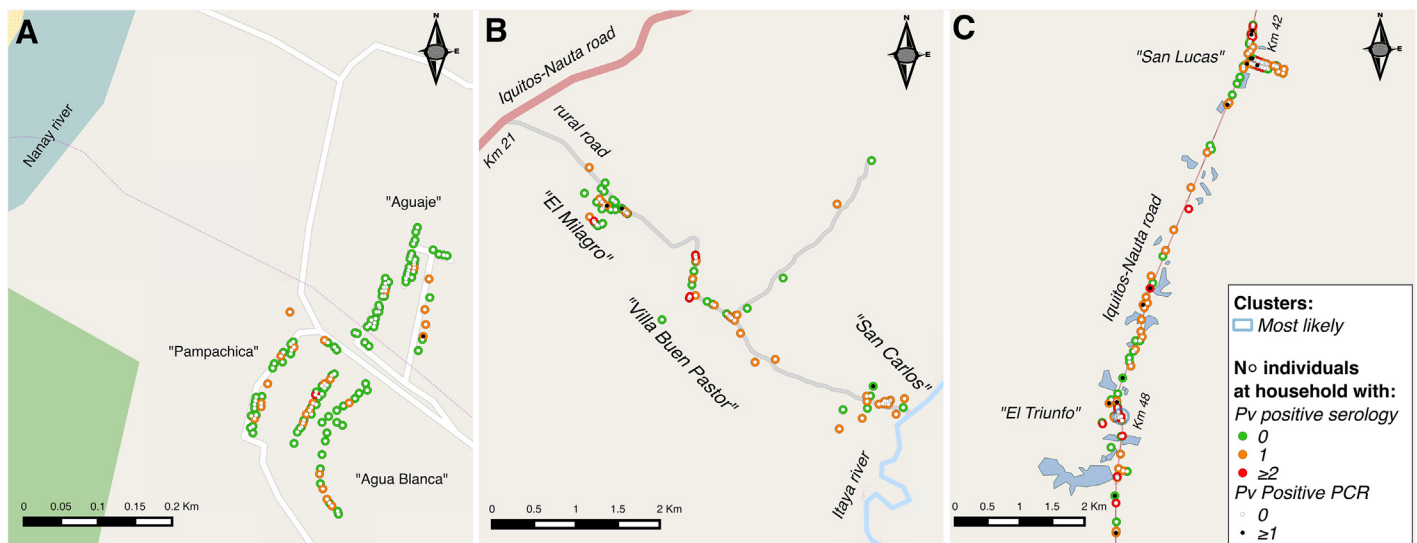 A
N
E
Nanay river
"Aguaje"
"Pampachica"
"Agua Blanca"
0 0.05 0.1 0.15 0.2 Km
B
N
E
Iquitos-Nauta road
Km 21
rural road
"El Milagro"
"Villa Buen Pastor"
"San Carlos"
Itaya river
0 0.5 1 1.5 2 Km
C
N
E
Km 42
"San Lucas"
Iquitos-Nauta road
"El Triunfo"
Km 48
0 0.5 1 1.5 2 Km
Clusters:
Most likely
N○ individuals
at household with:
Pv positive serology
0
1
≥2
Pv Positive PCR
0
≥1